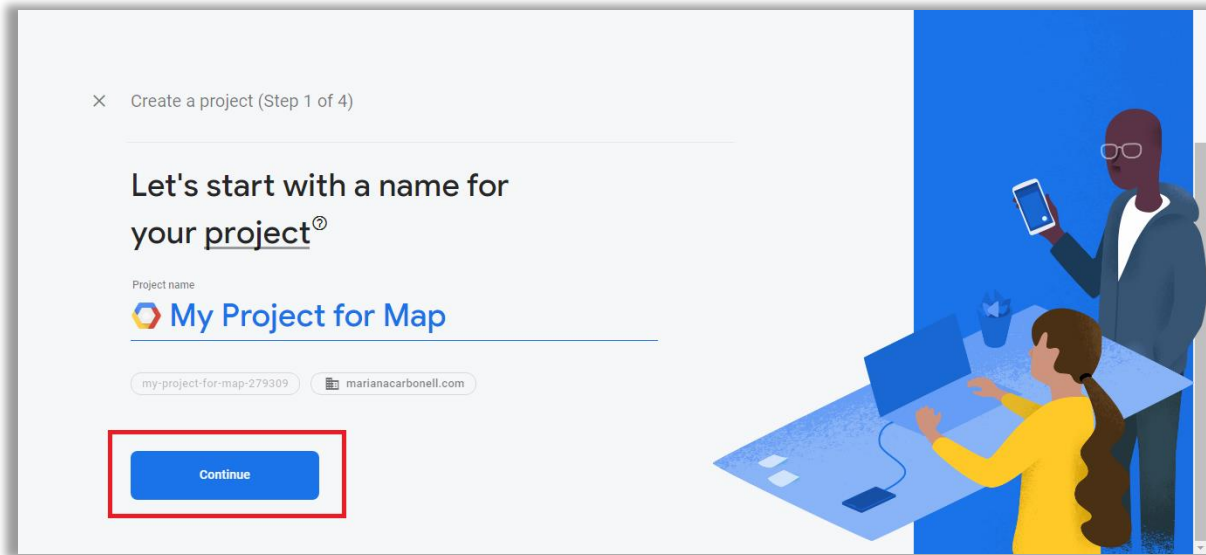 Create a project (Step 1 of 4)
Let's start with a name for
your project
Project name
My Project for Map
my-project-for-map-279309
marianacarbonell.com
Continue